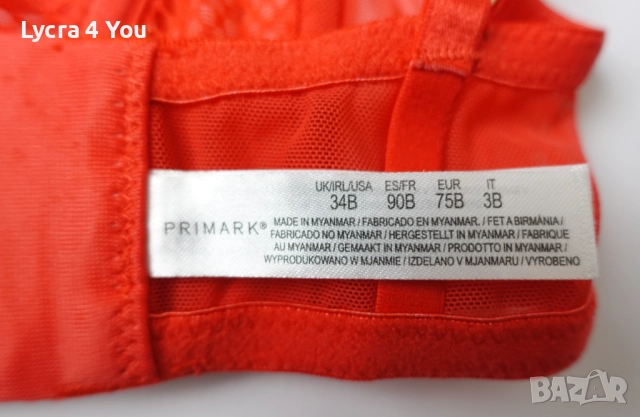 Lycra 4 You
UK/IRL/USA ES/FR EUR IT
34B 90B 75B 3B
PRIMARK®
MADE IN MYANMAR / FABRICADO EN MYANMAR. / FET A BIRMÀNIA /
FABRICADO NO MYANMAR / HERGESTELLT IN MYANMAR / FABRIQUE
AU MYANMAR / GEMAAKT IN MYANMAR / PRODOTTO IN MYANMAR /
WYPRODUKOWANO W MJANMIE / IZDELANO V MJANMARU / VYROBENO
BAZAR